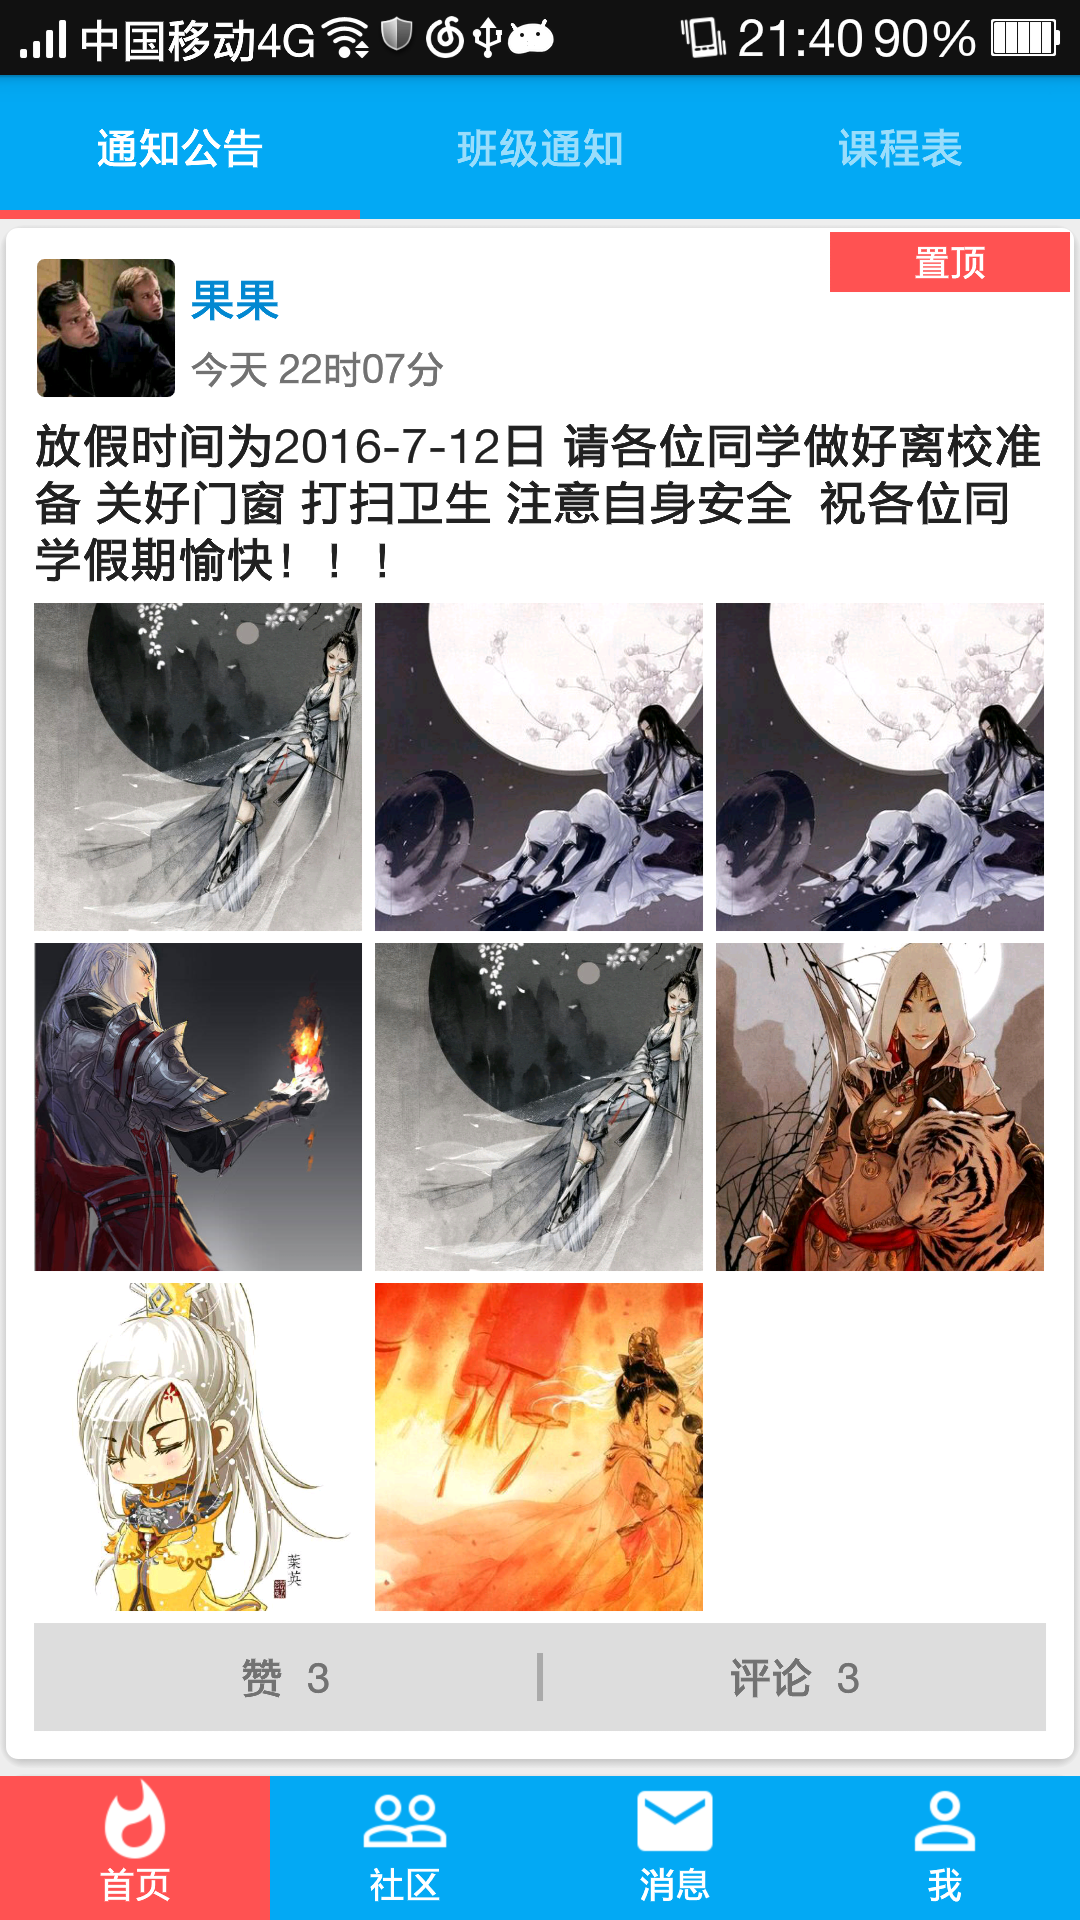 中国移动4G 21:40 90%
通知公告 班级通知 课程表
置顶
果果
今天 22时07分
放假时间为2016-7-12日 请各位同学做好离校准
备 关好门窗 打扫卫生 注意自身安全  祝各位同
学假期愉快！！！
葉英
赞 3 | 评论 3
首页 社区 消息 我